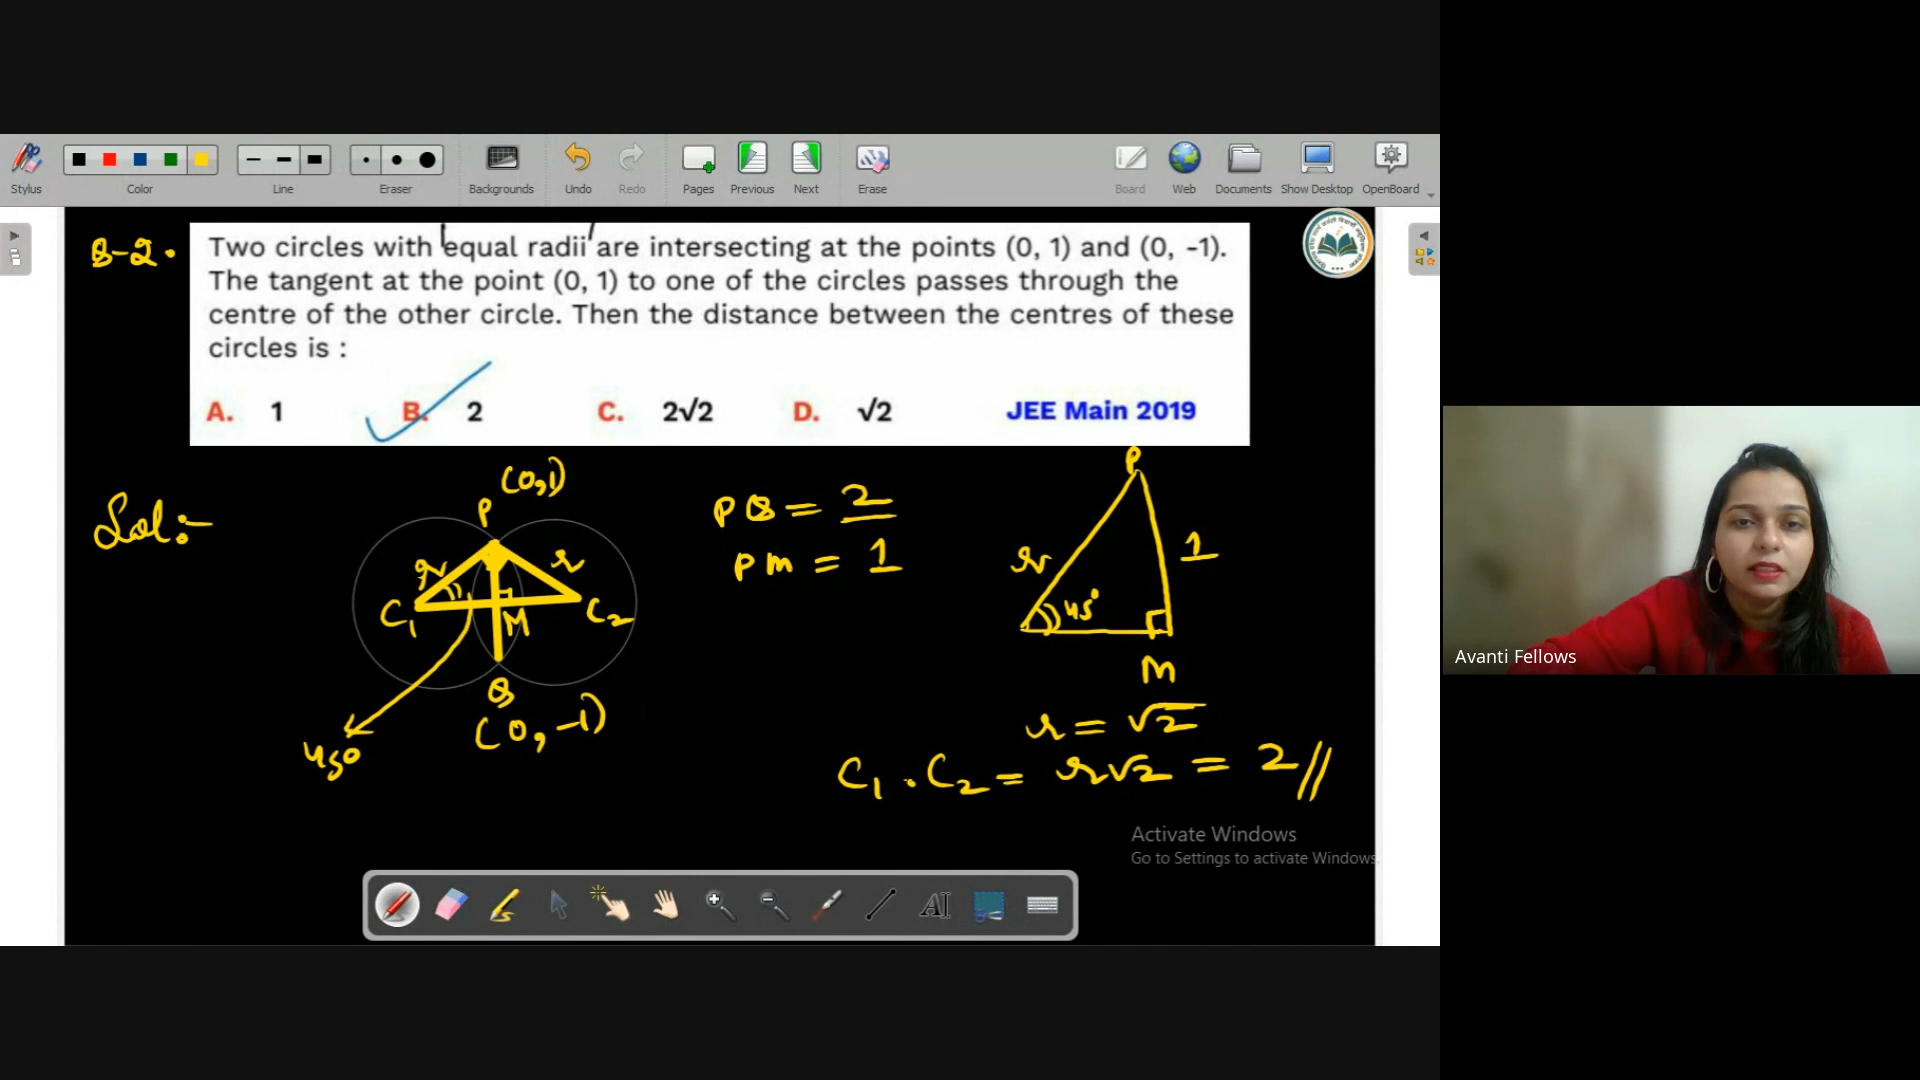 Stylus
Color
Line
Eraser
Backgrounds
Undo
Redo
Pages
Previous
Next
Erase
Board
Web
Documents
Show Desktop
OpenBoard
Q-2.
Two circles with equal radii are intersecting at the points (0, 1) and (0, -1).
The tangent at the point (0, 1) to one of the circles passes through the
centre of the other circle. Then the distance between the centres of these
circles is :
A. 1 B. 2 C. 2√2 D. √2 JEE Main 2019
Sol:-
(0,1)
P
r r
C₁ M C₂
Q
(0, -1)
45°
PQ = 2
PM = 1
P
r 1
45°
M
r = √2
C₁.C₂ = r√2 = 2//
Activate Windows
Go to Settings to activate Windows.
AI
Avanti Fellows